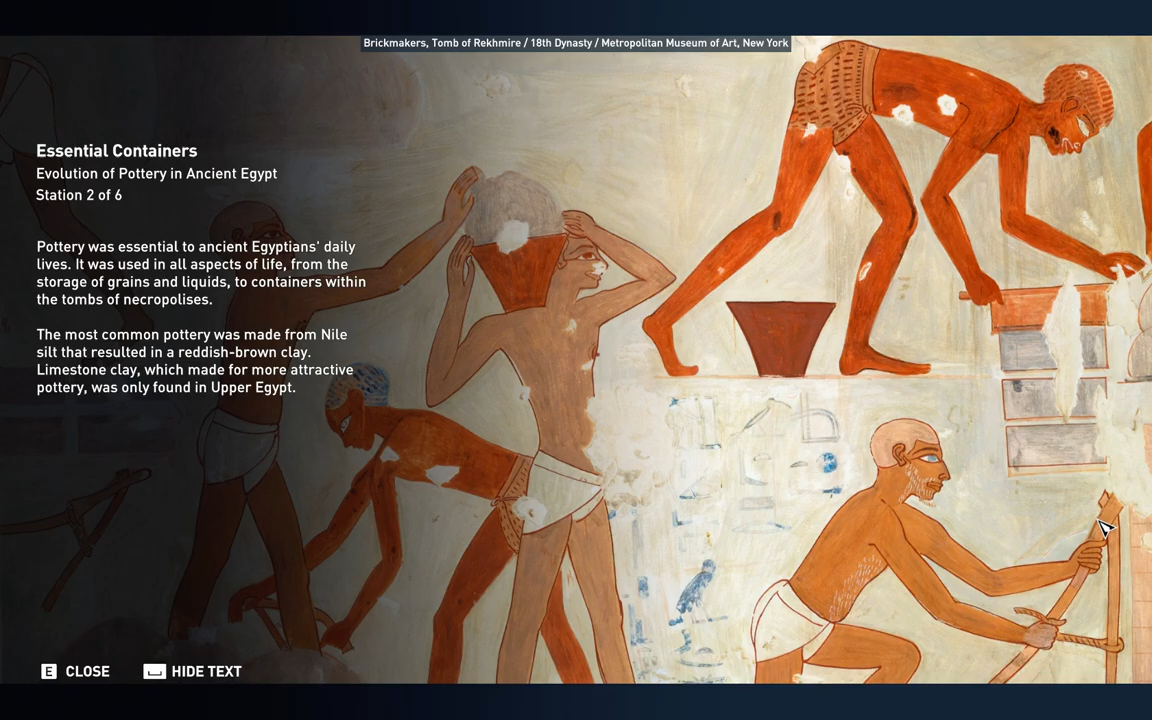 Brickmakers, Tomb of Rekhmire / 18th Dynasty / Metropolitan Museum of Art, New York
Essential Containers
Evolution of Pottery in Ancient Egypt
Station 2 of 6
Pottery was essential to ancient Egyptians' daily
lives. It was used in all aspects of life, from the
storage of grains and liquids, to containers within
the tombs of necropolises.
The most common pottery was made from Nile
silt that resulted in a reddish-brown clay.
Limestone clay, which made for more attractive
pottery, was only found in Upper Egypt.
E CLOSE
HIDE TEXT